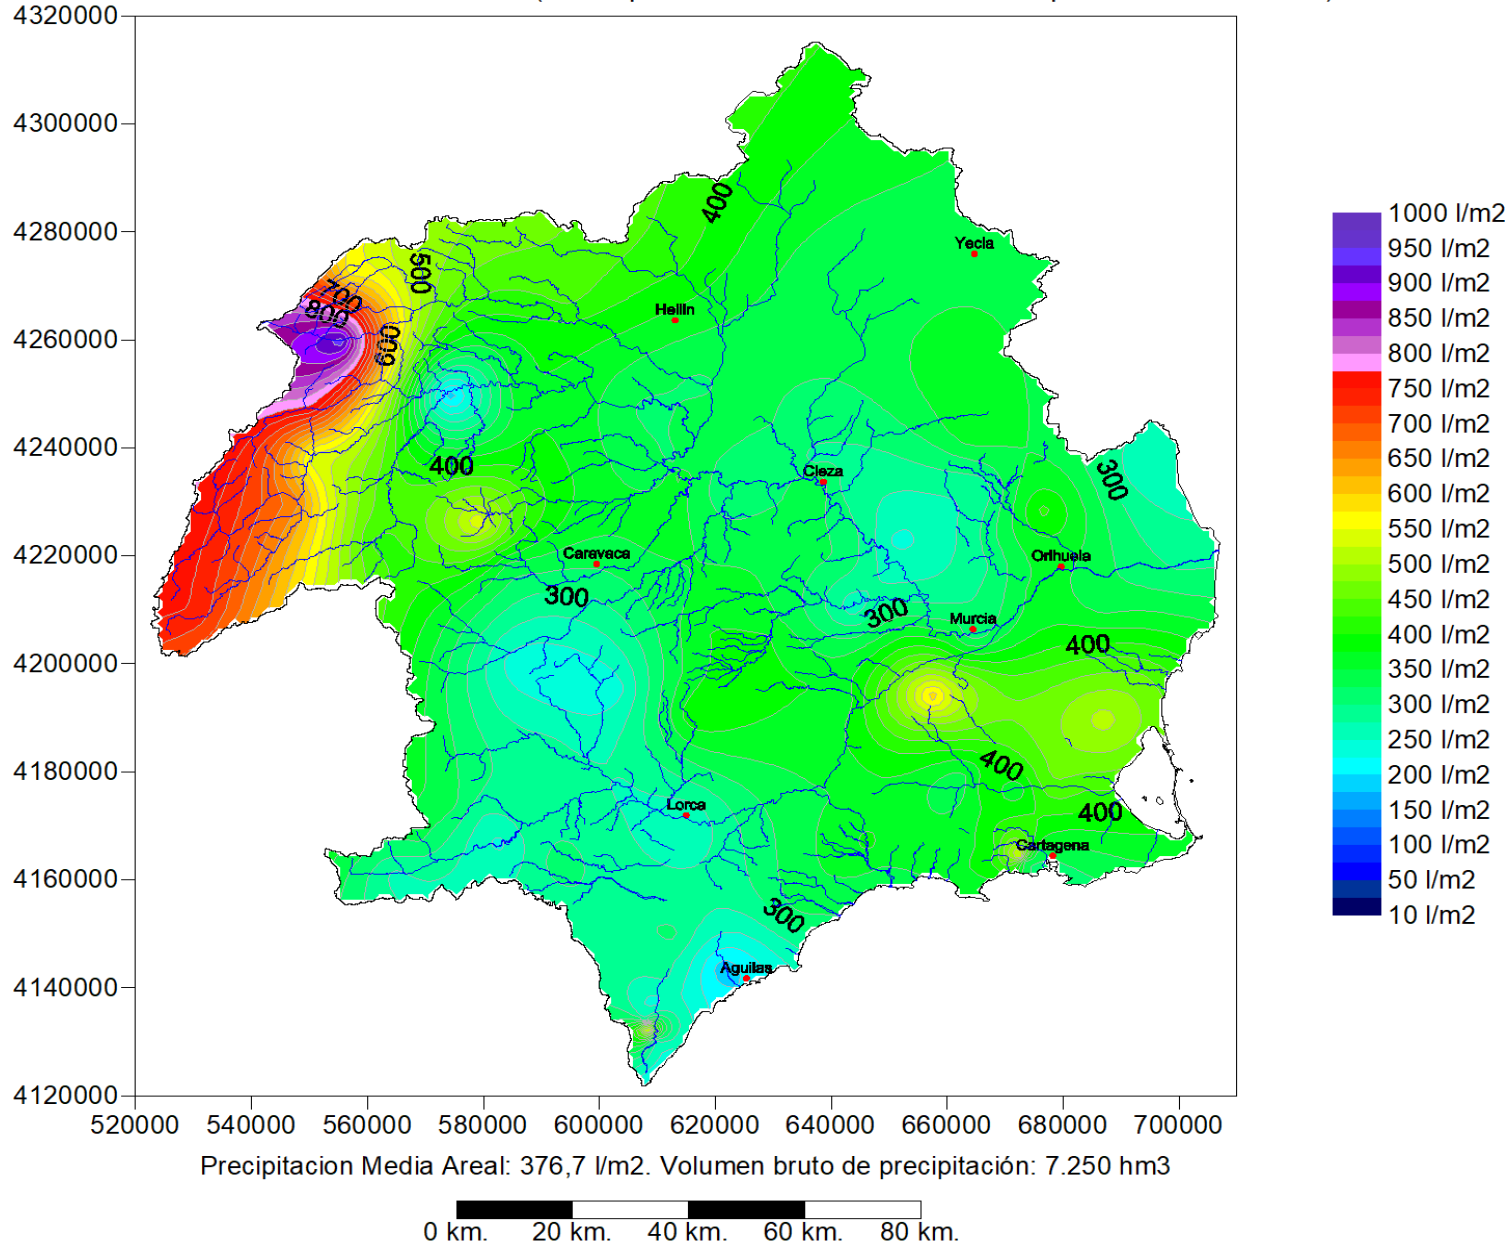 4320000
4300000
4280000
4260000
4240000
4220000
4200000
4180000
4160000
4140000
4120000
520000 540000 560000 580000 600000 620000 640000 660000 680000 700000
400
Yecla
500
700
800
Hellin
600
300
400
Cieza
Caravaca
Orihuela
300
300
Murcia
400
400
Lorca
400
Cartagena
300
Aguilas
1000 l/m2
950 l/m2
900 l/m2
850 l/m2
800 l/m2
750 l/m2
700 l/m2
650 l/m2
600 l/m2
550 l/m2
500 l/m2
450 l/m2
400 l/m2
350 l/m2
300 l/m2
250 l/m2
200 l/m2
150 l/m2
100 l/m2
50 l/m2
10 l/m2
Precipitacion Media Areal: 376,7 l/m2. Volumen bruto de precipitación: 7.250 hm3
0 km. 20 km. 40 km. 60 km. 80 km.